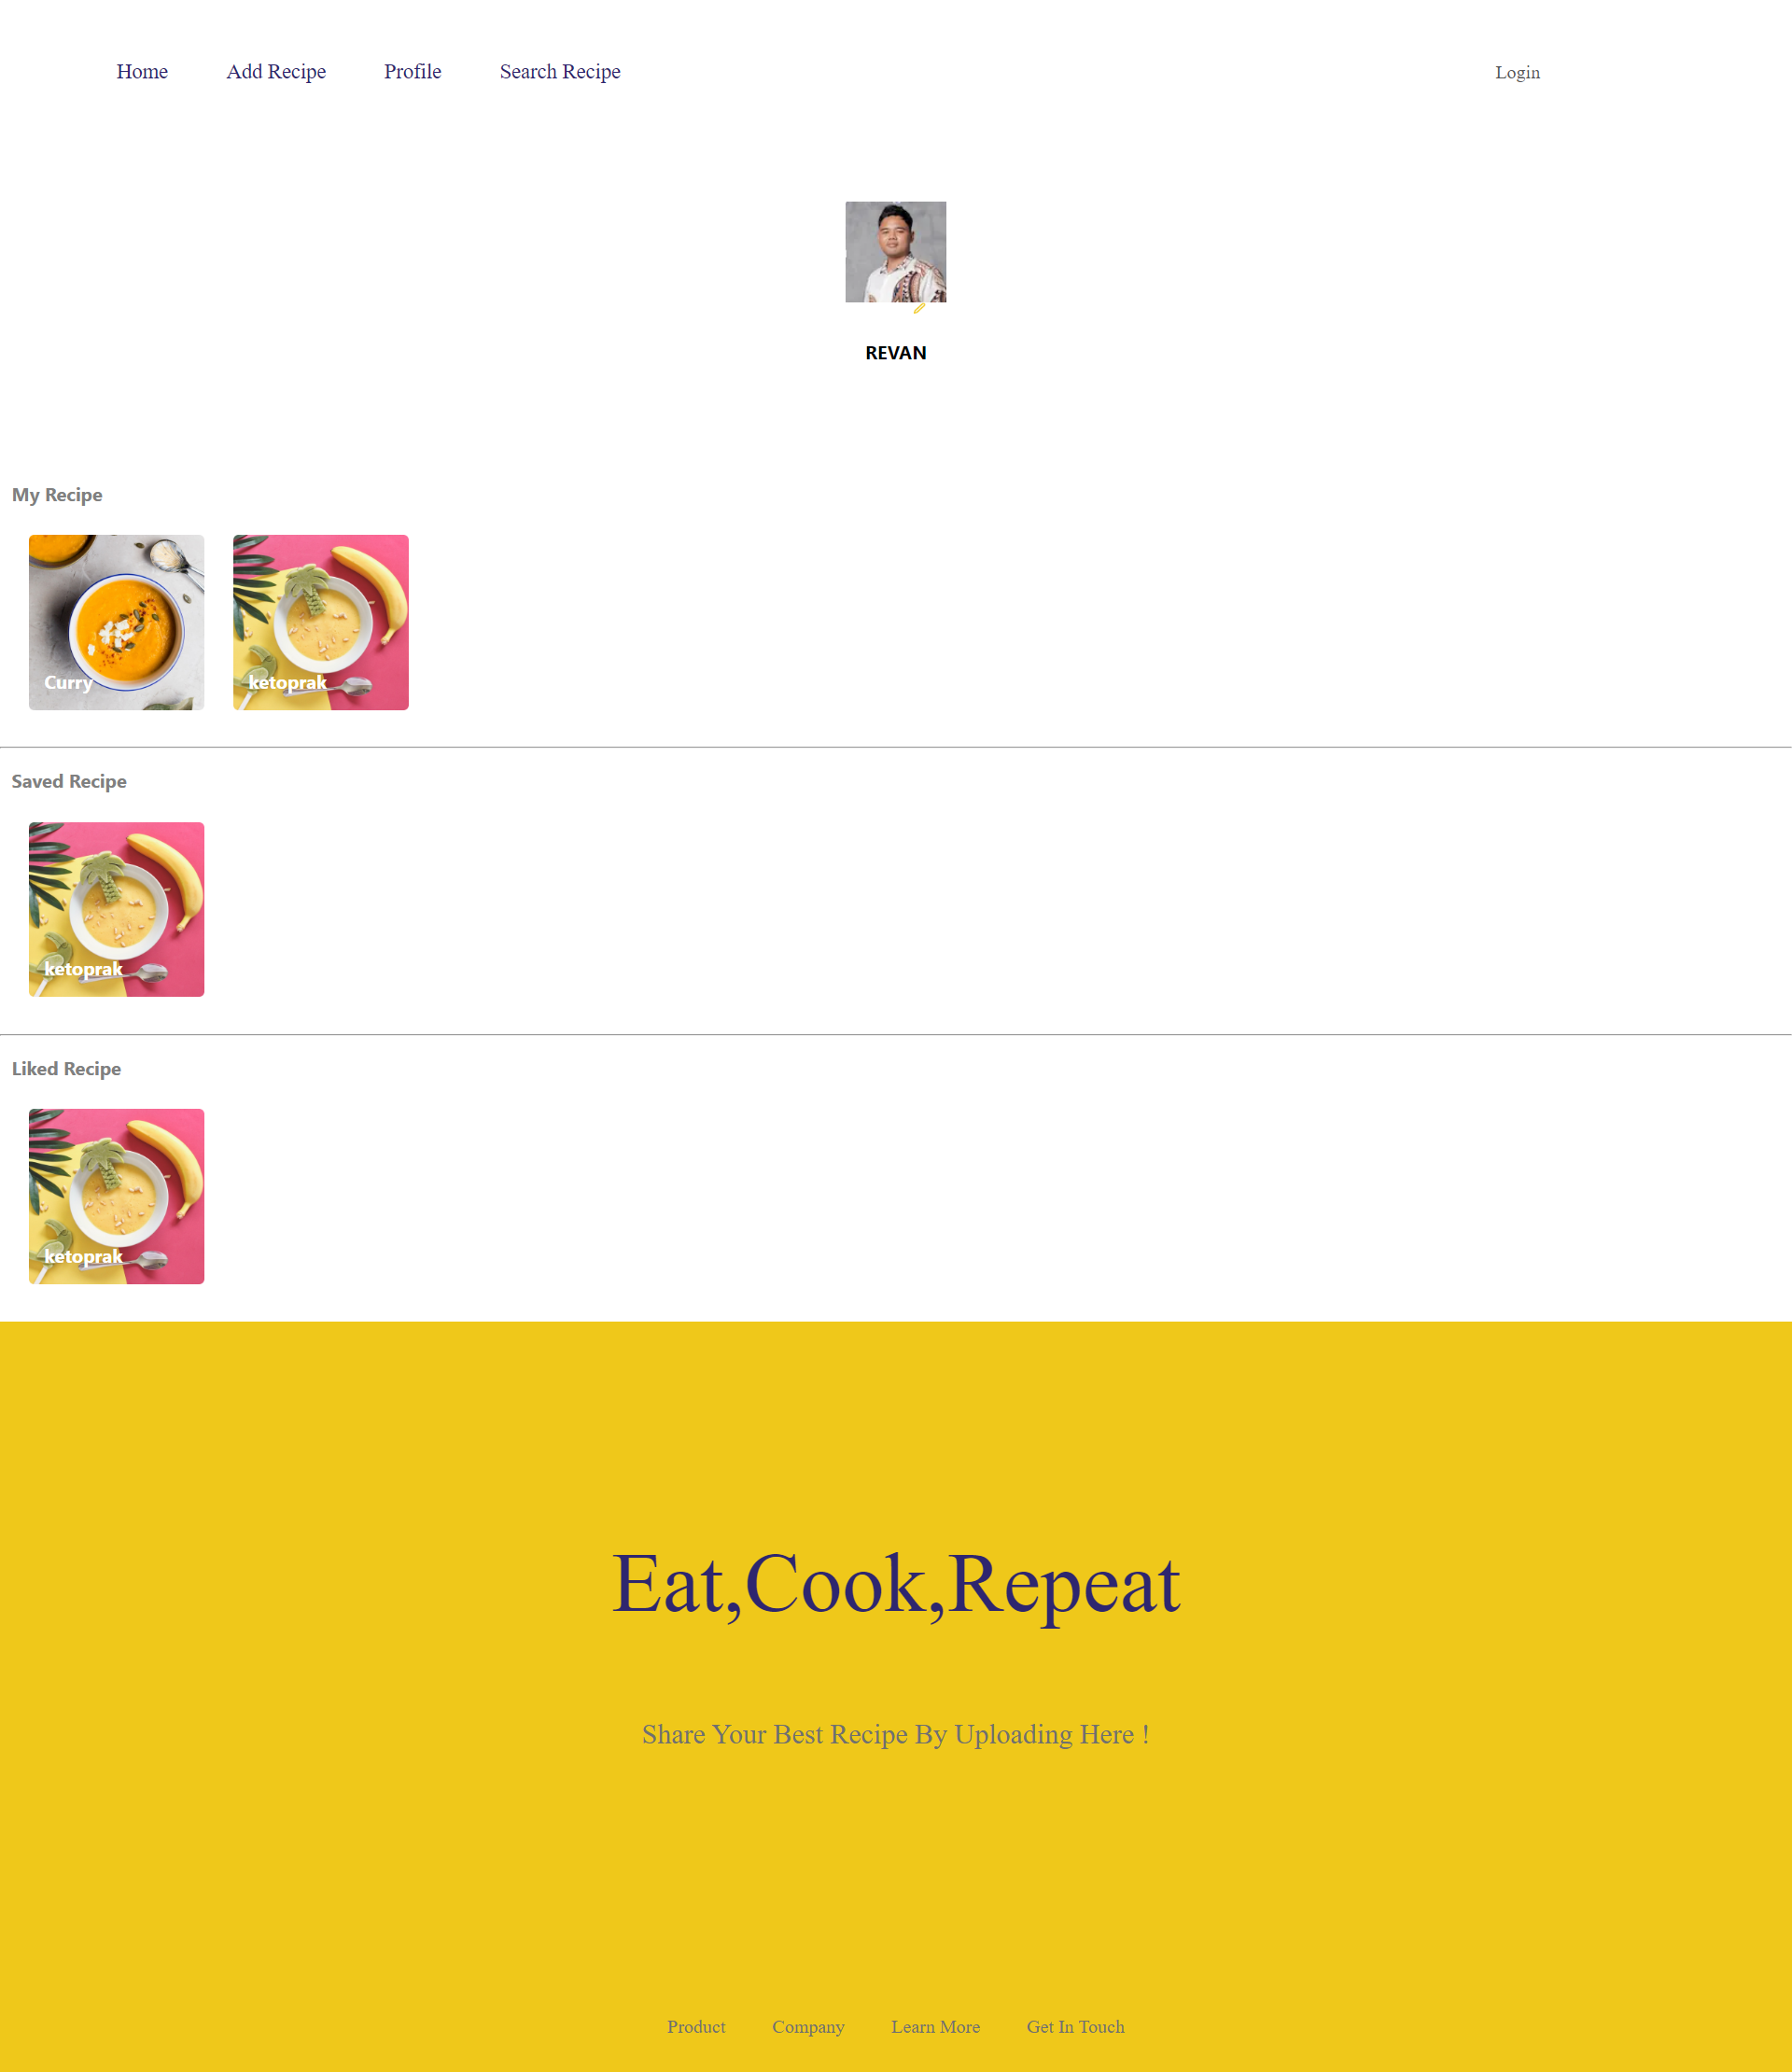 Home Add Recipe Profile Search Recipe Login
REVAN
My Recipe
Curry ketoprak
Saved Recipe
ketoprak
Liked Recipe
ketoprak
Eat,Cook,Repeat
Share Your Best Recipe By Uploading Here !
Product Company Learn More Get In Touch